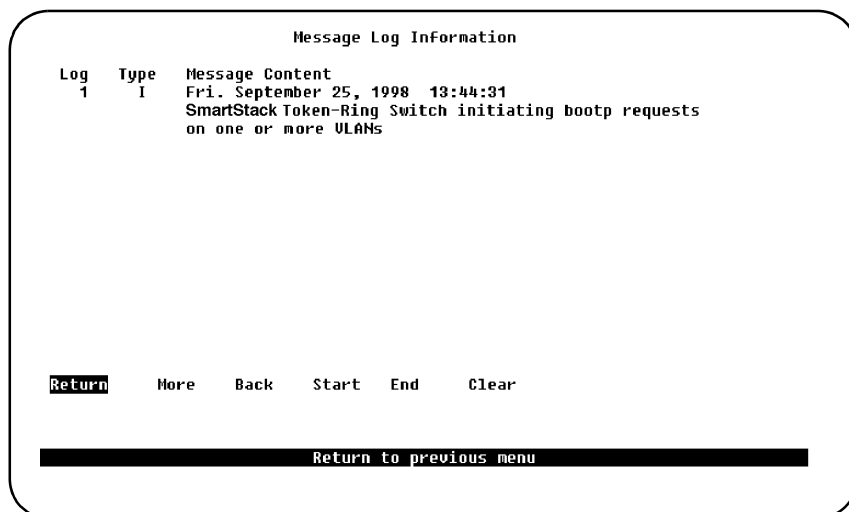 Message Log Information
Log Type Message Content
1 I Fri. September 25, 1998 13:44:31
SmartStack Token-Ring Switch initiating bootp requests
on one or more VLANs
Return More Back Start End Clear
Return to previous menu